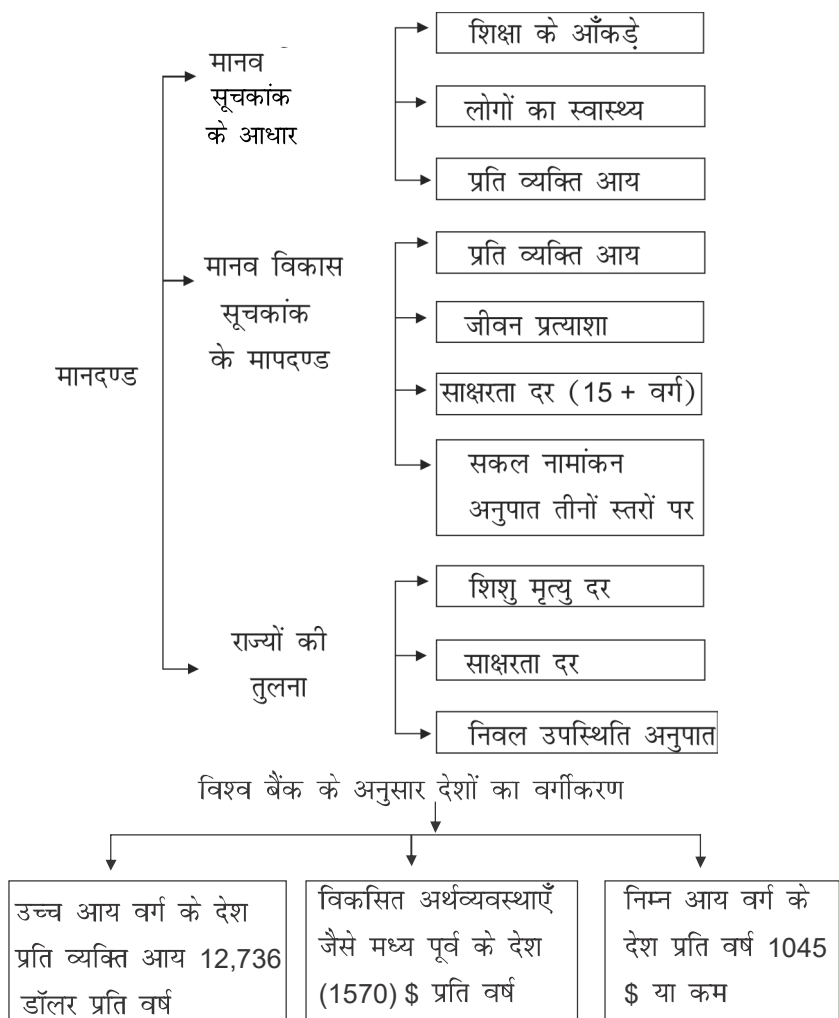 मानव
सूचकांक
के आधार
शिक्षा के आँकड़े
लोगों का स्वास्थ्य
प्रति व्यक्ति आय
मानदण्ड
मानव विकास
सूचकांक
के मापदण्ड
प्रति व्यक्ति आय
जीवन प्रत्याशा
साक्षरता दर (15 + वर्ग)
सकल नामांकन
अनुपात तीनों स्तरों पर
राज्यों की
तुलना
शिशु मृत्यु दर
साक्षरता दर
निवल उपस्थिति अनुपात
विश्व बैंक के अनुसार देशों का वर्गीकरण
उच्च आय वर्ग के देश
प्रति व्यक्ति आय 12,736
डॉलर प्रति वर्ष
विकसित अर्थव्यवस्थाएँ
जैसे मध्य पूर्व के देश
(1570) $ प्रति वर्ष
निम्न आय वर्ग के
देश प्रति वर्ष 1045
$ या कम